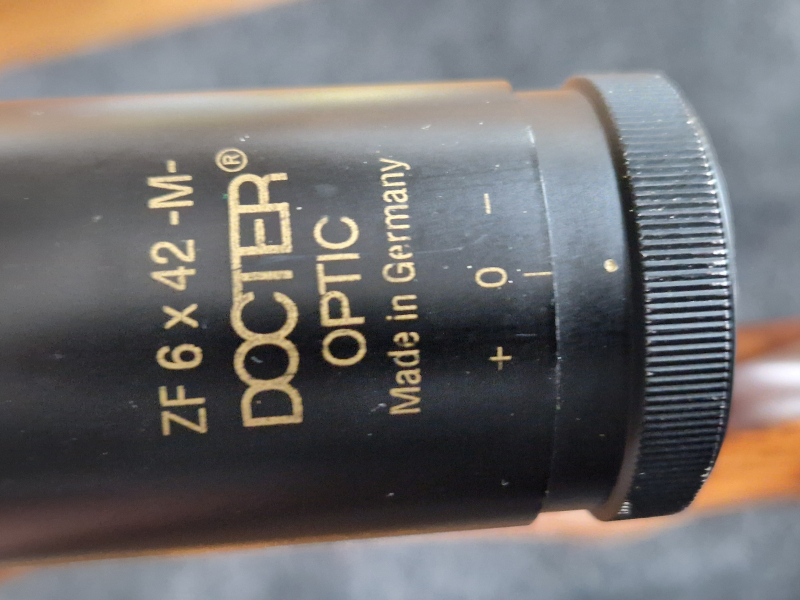 ZF 6 x 42 -M-
DOCTER®
OPTIC
Made in Germany
+ 0 -